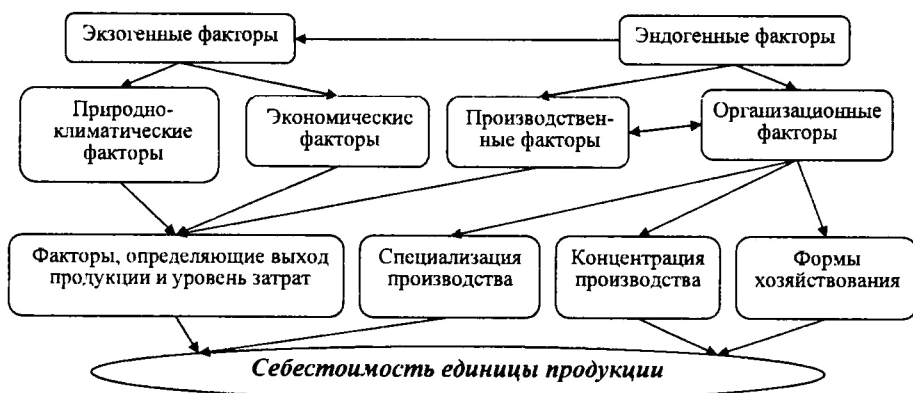 Экзогенные факторы
Эндогенные факторы
Природно-
климатические
факторы
Экономические
факторы
Производствен-
ные факторы
Организационные
факторы
Факторы, определяющие выход
продукции и уровень затрат
Специализация
производства
Концентрация
производства
Формы
хозяйствования
Себестоимость единицы продукции